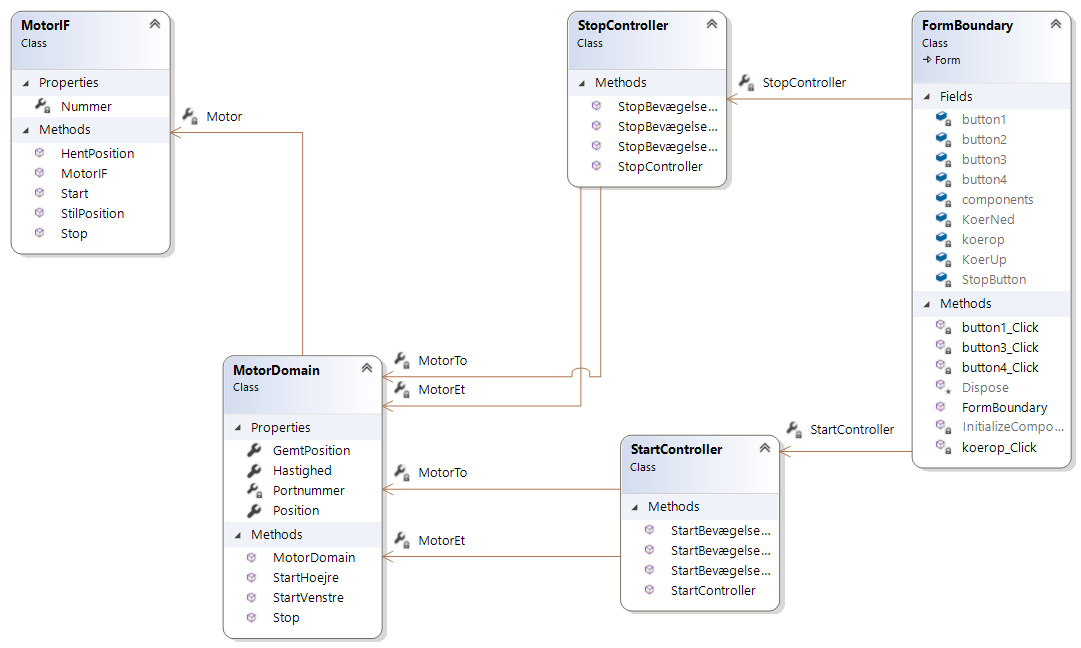 MotorIF
Class
Properties
Nummer
Methods
HentPosition
MotorIF
Start
StilPosition
Stop
Motor
StopController
Class
Methods
StopBevægelse...
StopBevægelse...
StopBevægelse...
StopController
StopController
FormBoundary
Class
Form
Fields
button1
button2
button3
button4
components
KoerNed
koerop
KoerUp
StopButton
Methods
button1_Click
button3_Click
button4_Click
Dispose
FormBoundary
InitializeCompo...
koerop_Click
MotorDomain
Class
Properties
GemtPosition
Hastighed
Portnummer
Position
Methods
MotorDomain
StartHoejre
StartVenstre
Stop
MotorTo
MotorEt
MotorTo
MotorEt
StartController
Class
Methods
StartBevægelse...
StartBevægelse...
StartBevægelse...
StartController
StartController